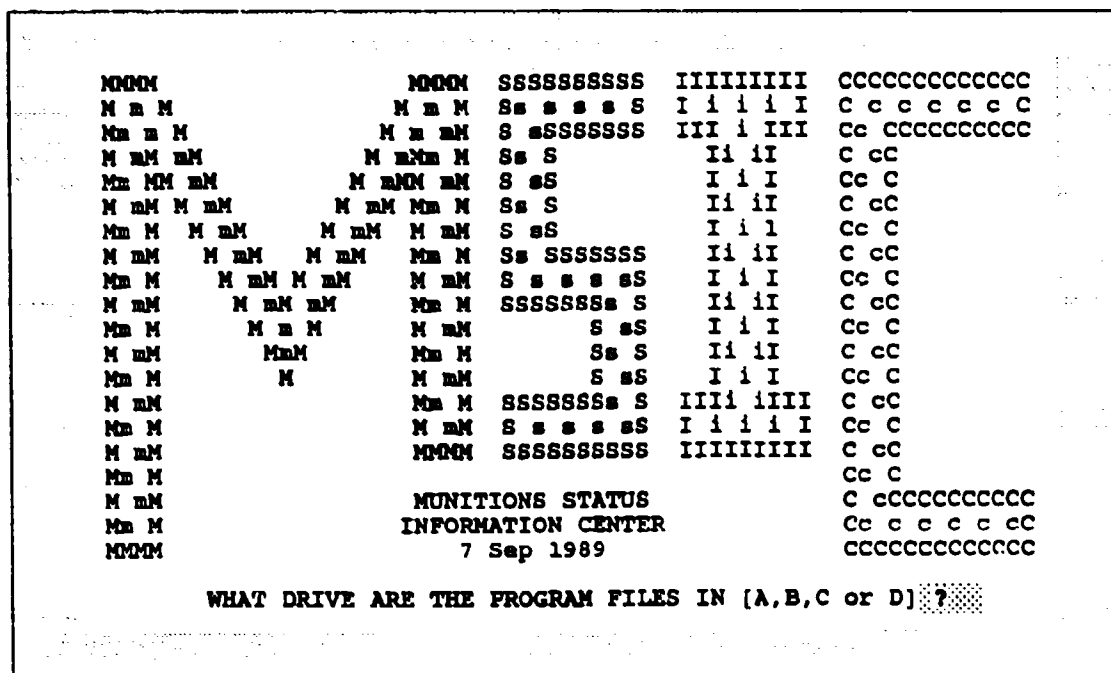 MMMM                 MMMM  SSSSSSSSSS  IIIIIIIII  CCCCCCCCCCCCC
M m M               M m M  Ss s s s S  I i i i I  C c c c c c C
Mm m M             M m mM  S sSSSSSSS  III i III  Cc CCCCCCCCCC
M mM mM           M mMm M  Ss S          Ii iI    C cC
Mm MM mM         M mMM mM  S sS          I i I    Cc C
M mM M mM       M mM Mm M  Ss S          Ii iI    C cC
Mm M  M mM     M mM  M mM  S sS          I i l    Cc C
M mM   M mM   M mM   Mm M  Ss SSSSSSS    Ii iI    C cC
Mm M    M mM M mM    M mM  S s s s sS    I i I    Cc C
M mM     M mM mM     Mm M  SSSSSSSs S    Ii iI    C cC
Mm M      M m M      M mM        S sS    I i I    Cc C
M mM       MmM       Mm M        Ss S    Ii iI    C cC
Mm M        M        M mM        S sS    I i I    Cc C
M mM                 Mm M  SSSSSSSs S  IIIi iIII  C cC
Mm M                 M mM  S s s s sS  I i i i I  Cc C
M mM                 MMMM  SSSSSSSSSS  IIIIIIIII  C cC
Mm M                                              Cc C
M mM                 MUNITIONS STATUS             C cCCCCCCCCCC
Mm M                INFORMATION CENTER            Cc c c c c cC
MMMM                    7 Sep 1989                CCCCCCCCCCCCC
WHAT DRIVE ARE THE PROGRAM FILES IN [A,B,C or D] ?